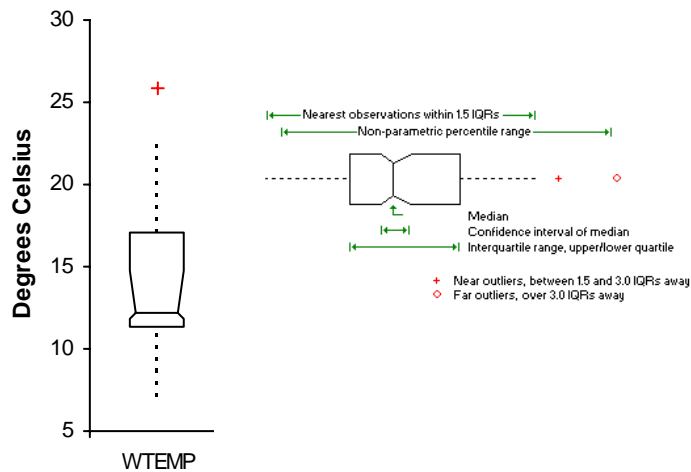 30
25
20
15
10
5
Degrees Celsius
WTEMP
Nearest observations within 1.5 IQRs
Non-parametric percentile range
Median
Confidence interval of median
Interquartile range, upper/lower quartile
Near outliers, between 1.5 and 3.0 IQRs away
Far outliers, over 3.0 IQRs away